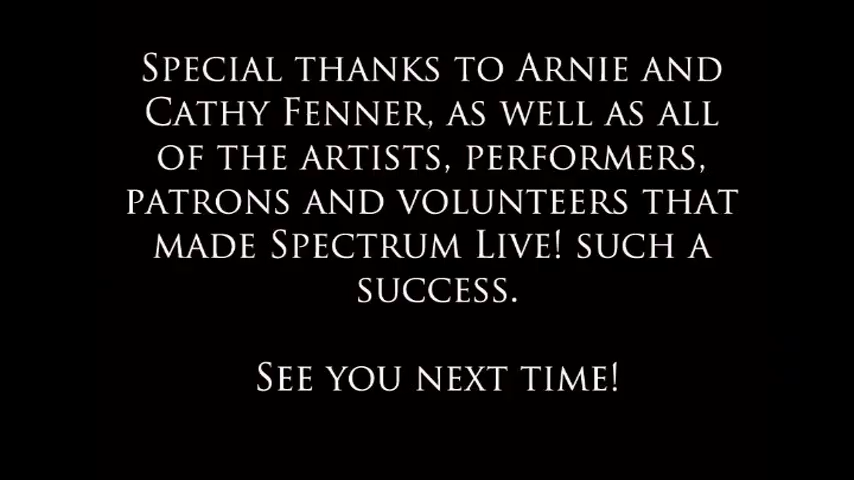 Special thanks to Arnie and
Cathy Fenner, as well as all
of the artists, performers,
patrons and volunteers that
made Spectrum Live! such a
success.
See you next time!